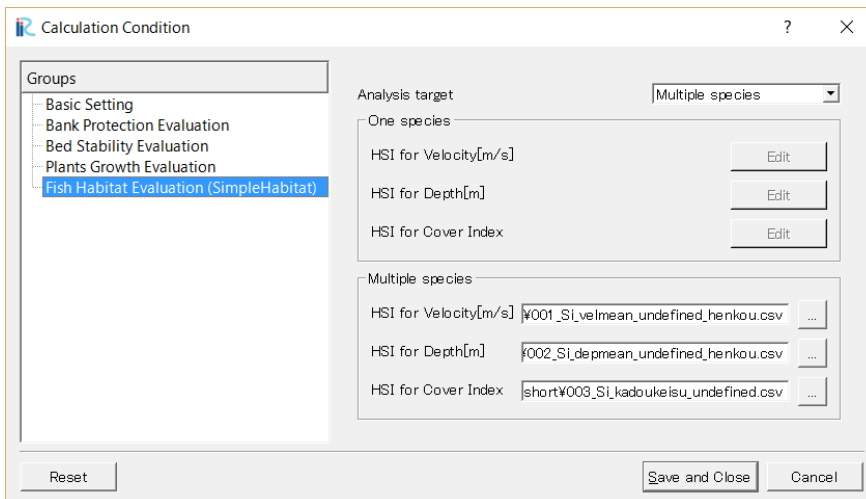 iRIC Calculation Condition ? ×
Groups
Basic Setting
Bank Protection Evaluation
Bed Stability Evaluation
Plants Growth Evaluation
Fish Habitat Evaluation (SimpleHabitat)
Analysis target Multiple species
One species
HSI for Velocity[m/s] Edit
HSI for Depth[m] Edit
HSI for Cover Index Edit
Multiple species
HSI for Velocity[m/s] ¥001_Si_velmean_undefined_henkou.csv ...
HSI for Depth[m] ¥002_Si_depmean_undefined_henkou.csv ...
HSI for Cover Index short¥003_Si_kadoukeisu_undefined.csv ...
Reset Save and Close Cancel